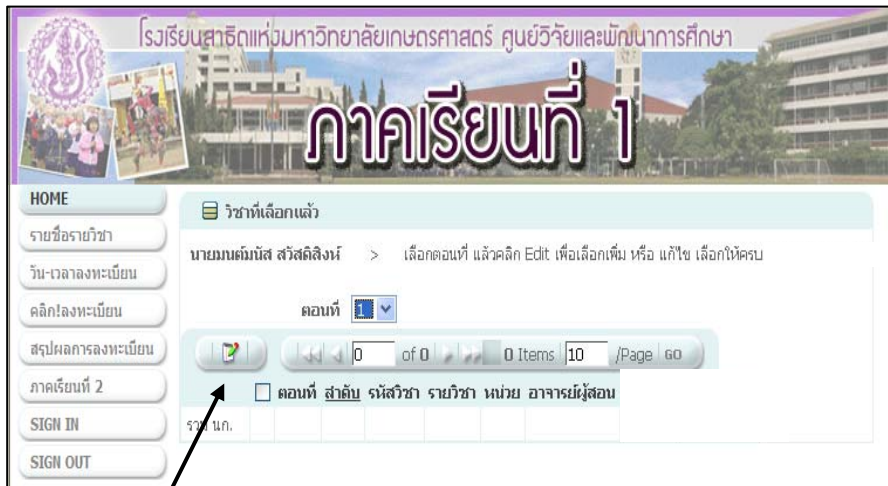 โรงเรียนสาธิตแห่งมหาวิทยาลัยเกษตรศาสตร์ ศูนย์วิจัยและพัฒนาการศึกษา
ภาคเรียนที่ 1
HOME
รายชื่อรายวิชา
วัน-เวลาลงทะเบียน
คลิก!ลงทะเบียน
สรุปผลการลงทะเบียน
ภาคเรียนที่ 2
SIGN IN
SIGN OUT
วิชาที่เลือกแล้ว
นายมนต์มนัส สวัสดิสิงห์ > เลือกตอนที่ แล้วคลิก Edit เพื่อเลือกเพิ่ม หรือ แก้ไข เลือกให้ครบ
ตอนที่ 1
0 of 0 0 Items 10 /Page GO
ตอนที่ ลำดับ รหัสวิชา รายวิชา หน่วย อาจารย์ผู้สอน
รวม นก.